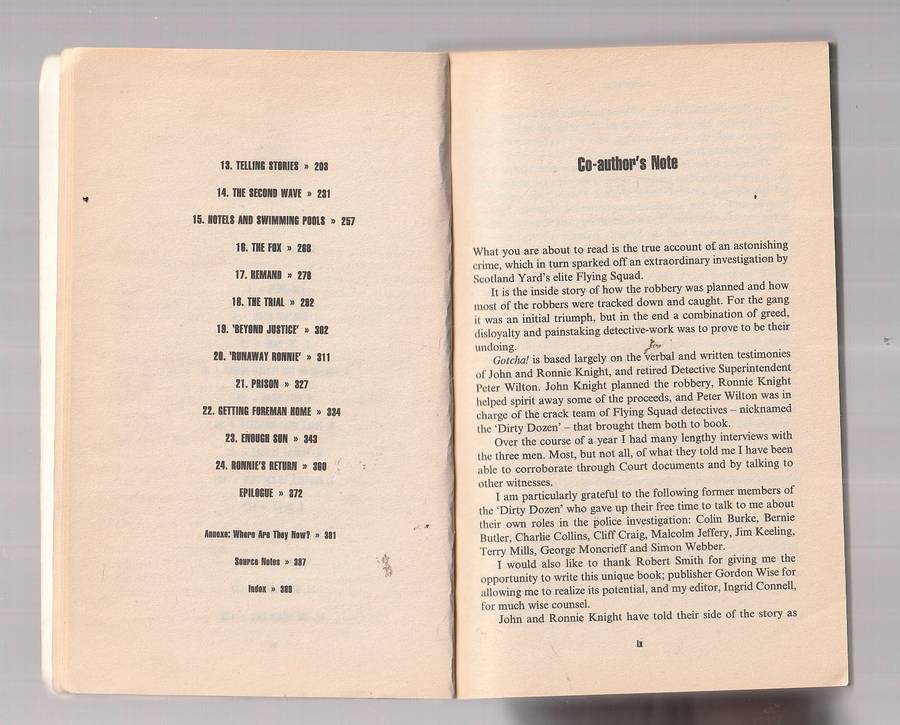 13. TELLING STORIES » 203
14. THE SECOND WAVE » 231
15. HOTELS AND SWIMMING POOLS » 257
16. THE FOX » 268
17. REMAND » 278
18. THE TRIAL » 282
19. 'BEYOND JUSTICE' » 302
20. 'RUNAWAY RONNIE' » 311
21. PRISON » 327
22. GETTING FOREMAN HOME » 334
23. ENOUGH SUN » 343
24. RONNIE'S RETURN » 360
EPILOGUE » 372
Annexe: Where Are They Now? » 381
Source Notes » 387
Index » 388
Co-author's Note
What you are about to read is the true account of an astonishing
crime, which in turn sparked off an extraordinary investigation by
Scotland Yard's elite Flying Squad.
It is the inside story of how the robbery was planned and how
most of the robbers were tracked down and caught. For the gang
it was an initial triumph, but in the end a combination of greed,
disloyalty and painstaking detective-work was to prove to be their
undoing.
Gotcha! is based largely on the verbal and written testimonies
of John and Ronnie Knight, and retired Detective Superintendent
Peter Wilton. John Knight planned the robbery, Ronnie Knight
helped spirit away some of the proceeds, and Peter Wilton was in
charge of the crack team of Flying Squad detectives – nicknamed
the 'Dirty Dozen' – that brought them both to book.
Over the course of a year I had many lengthy interviews with
the three men. Most, but not all, of what they told me I have been
able to corroborate through Court documents and by talking to
other witnesses.
I am particularly grateful to the following former members of
the 'Dirty Dozen' who gave up their free time to talk to me about
their own roles in the police investigation: Colin Burke, Bernie
Butler, Charlie Collins, Cliff Craig, Malcolm Jeffery, Jim Keeling,
Terry Mills, George Moncrieff and Simon Webber.
I would also like to thank Robert Smith for giving me the
opportunity to write this unique book; publisher Gordon Wise for
allowing me to realize its potential, and my editor, Ingrid Connell,
for much wise counsel.
John and Ronnie Knight have told their side of the story as
ix